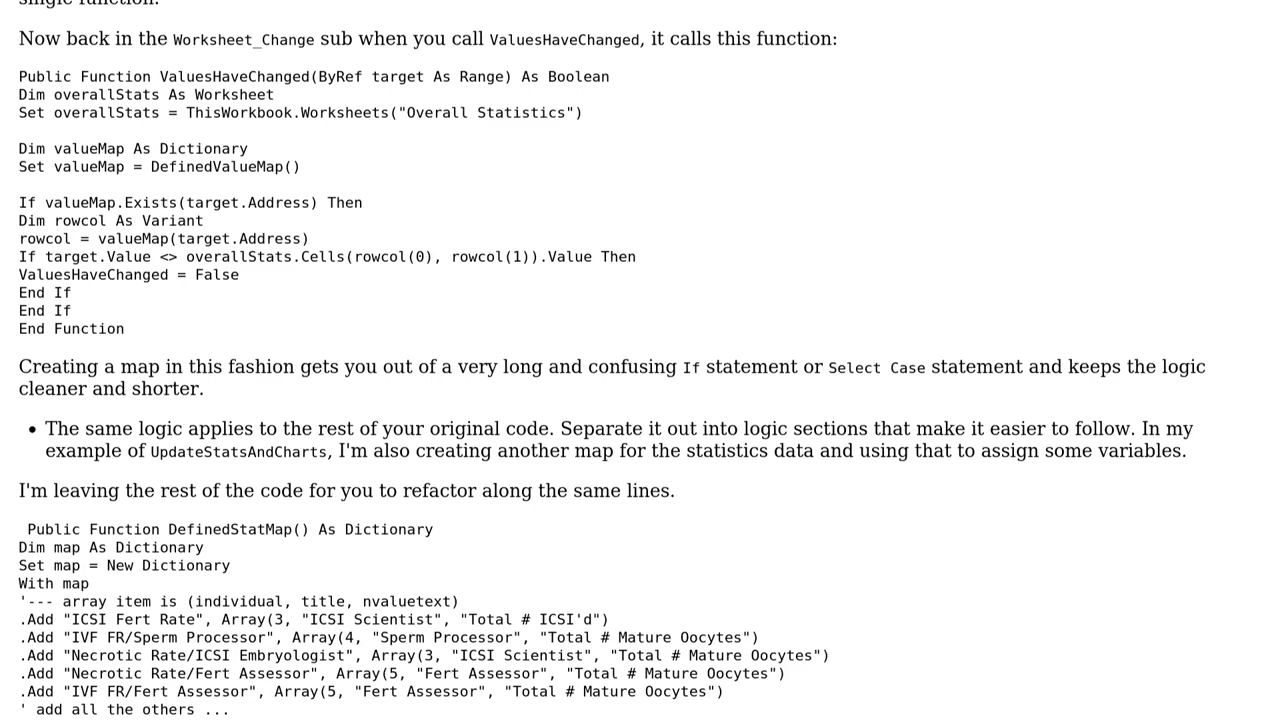 single function.
Now back in the Worksheet_Change sub when you call ValuesHaveChanged, it calls this function:
Public Function ValuesHaveChanged(ByRef target As Range) As Boolean
Dim overallStats As Worksheet
Set overallStats = ThisWorkbook.Worksheets("Overall Statistics")
Dim valueMap As Dictionary
Set valueMap = DefinedValueMap()
If valueMap.Exists(target.Address) Then
Dim rowcol As Variant
rowcol = valueMap(target.Address)
If target.Value <> overallStats.Cells(rowcol(0), rowcol(1)).Value Then
ValuesHaveChanged = False
End If
End If
End Function
Creating a map in this fashion gets you out of a very long and confusing If statement or Select Case statement and keeps the logic
cleaner and shorter.
• The same logic applies to the rest of your original code. Separate it out into logic sections that make it easier to follow. In my
example of UpdateStatsAndCharts, I'm also creating another map for the statistics data and using that to assign some variables.
I'm leaving the rest of the code for you to refactor along the same lines.
Public Function DefinedStatMap() As Dictionary
Dim map As Dictionary
Set map = New Dictionary
With map
'--- array item is (individual, title, nvaluetext)
.Add "ICSI Fert Rate", Array(3, "ICSI Scientist", "Total # ICSI'd")
.Add "IVF FR/Sperm Processor", Array(4, "Sperm Processor", "Total # Mature Oocytes")
.Add "Necrotic Rate/ICSI Embryologist", Array(3, "ICSI Scientist", "Total # Mature Oocytes")
.Add "Necrotic Rate/Fert Assessor", Array(5, "Fert Assessor", "Total # Mature Oocytes")
.Add "IVF FR/Fert Assessor", Array(5, "Fert Assessor", "Total # Mature Oocytes")
' add all the others ...